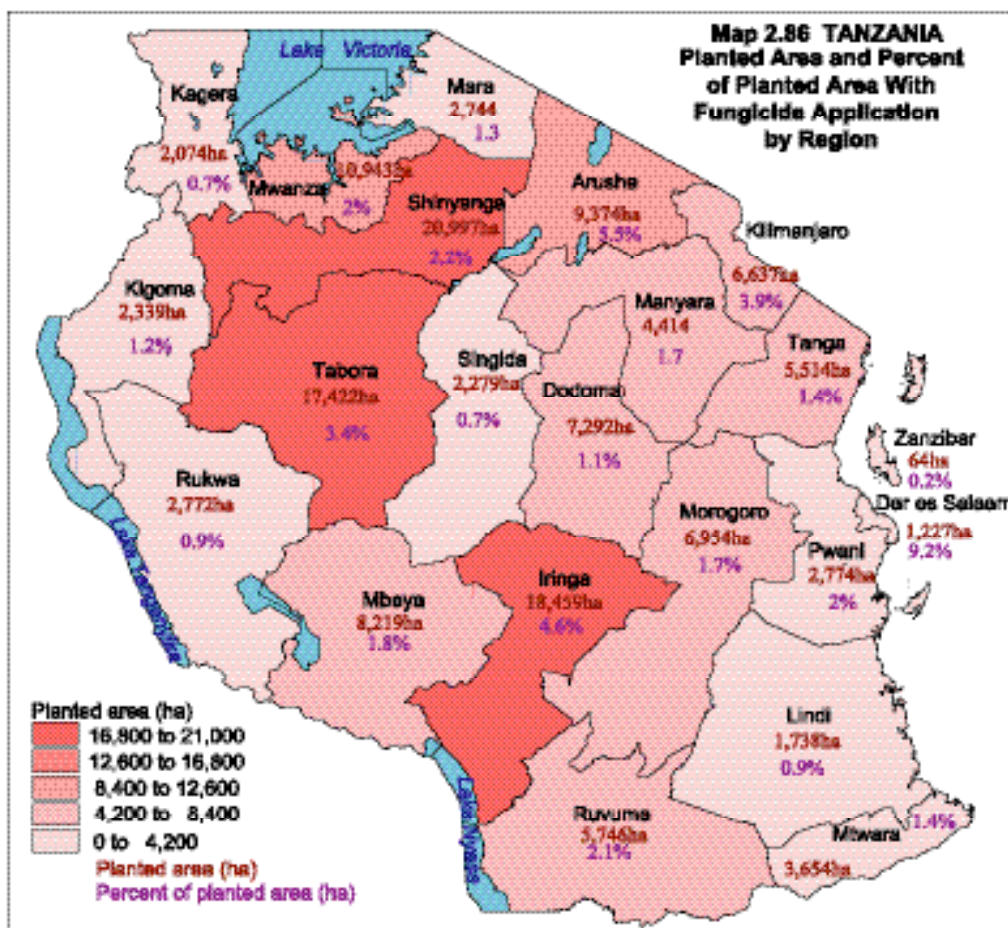 Map 2.86 TANZANIA
Planted Area and Percent
of Planted Area With
Fungicide Application
by Region
Lake Victoria
Kagera
2,074ha
0.7%
Mara
2,744
1.3
Mwanza
10,943ha
2%
Shinyanga
20,997ha
2.2%
Arusha
9,374ha
5.5%
Kilimanjaro
6,637ha
3.9%
Kigoma
2,339ha
1.2%
Manyara
4,414
1.7
Tanga
5,514ha
1.4%
Tabora
17,422ha
3.4%
Singida
2,279ha
0.7%
Dodoma
7,292ha
1.1%
Zanzibar
64ha
0.2%
Dar es Salaam
1,227ha
9.2%
Rukwa
2,772ha
0.9%
Morogoro
6,954ha
1.7%
Pwani
2,774ha
2%
Lake Tanganyika
Mbeya
8,219ha
1.8%
Iringa
18,459ha
4.6%
Lindi
1,738ha
0.9%
Lake Nyasa
Ruvuma
5,746ha
2.1%
Mtwara
1.4%
3,654ha
Planted area (ha)
16,800 to 21,000
12,600 to 16,800
8,400 to 12,600
4,200 to 8,400
0 to 4,200
Planted area (ha)
Percent of planted area (ha)